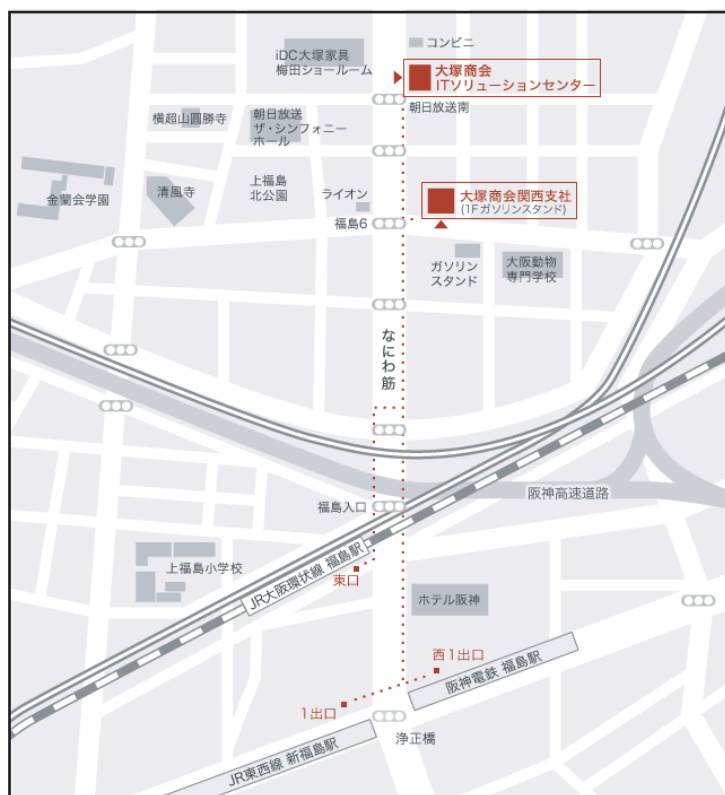 コンビニ
iDC大塚家具
梅田ショールーム
大塚商会
ITソリューションセンター
朝日放送南
横超山圓勝寺
朝日放送
ザ・シンフォニー
ホール
金蘭会学園
清風寺
上福島
北公園
ライオン
大塚商会関西支社
(1Fガソリンスタンド)
福島6
ガソリン
スタンド
大阪動物
専門学校
なにわ筋
阪神高速道路
福島入口
上福島小学校
JR大阪環状線 福島駅
東口
ホテル阪神
西1出口
阪神電鉄 福島駅
1出口
浄正橋
JR東西線 新福島駅